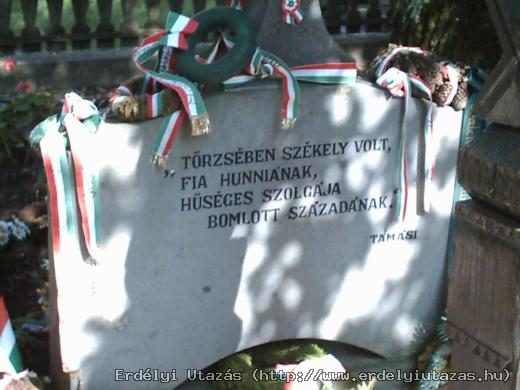 „TÖRZSÉBEN SZÉKELY VOLT,
FIA HUNNIÁNAK,
HŰSÉGES SZOLGÁJA
BOMLOTT SZÁZADÁNAK."
TAMÁSI
Erdélyi Utazás (http://www.erdelyiutazas.hu)